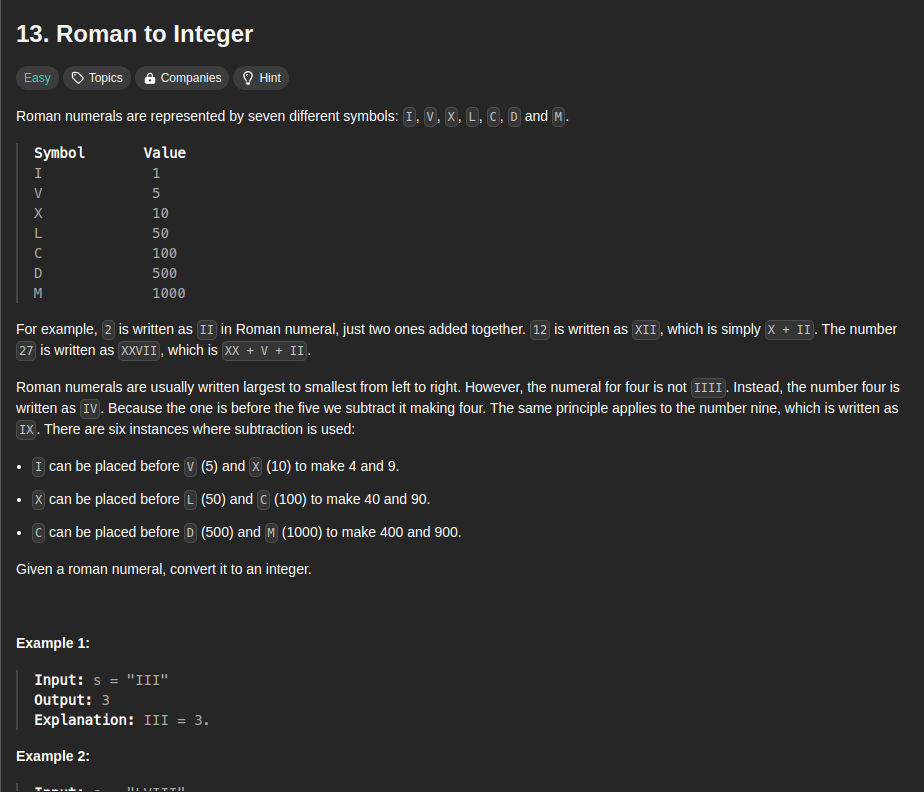 13. Roman to Integer
Easy Topics Companies Hint
Roman numerals are represented by seven different symbols: I, V, X, L, C, D and M.
Symbol Value
I 1
V 5
X 10
L 50
C 100
D 500
M 1000
For example, 2 is written as II in Roman numeral, just two ones added together. 12 is written as XII, which is simply X + II. The number
27 is written as XXVII, which is XX + V + II.
Roman numerals are usually written largest to smallest from left to right. However, the numeral for four is not IIII. Instead, the number four is
written as IV. Because the one is before the five we subtract it making four. The same principle applies to the number nine, which is written as
IX. There are six instances where subtraction is used:
• I can be placed before V (5) and X (10) to make 4 and 9.
• X can be placed before L (50) and C (100) to make 40 and 90.
• C can be placed before D (500) and M (1000) to make 400 and 900.
Given a roman numeral, convert it to an integer.
Example 1:
Input: s = "III"
Output: 3
Explanation: III = 3.
Example 2:
Input: s = "LVIII"